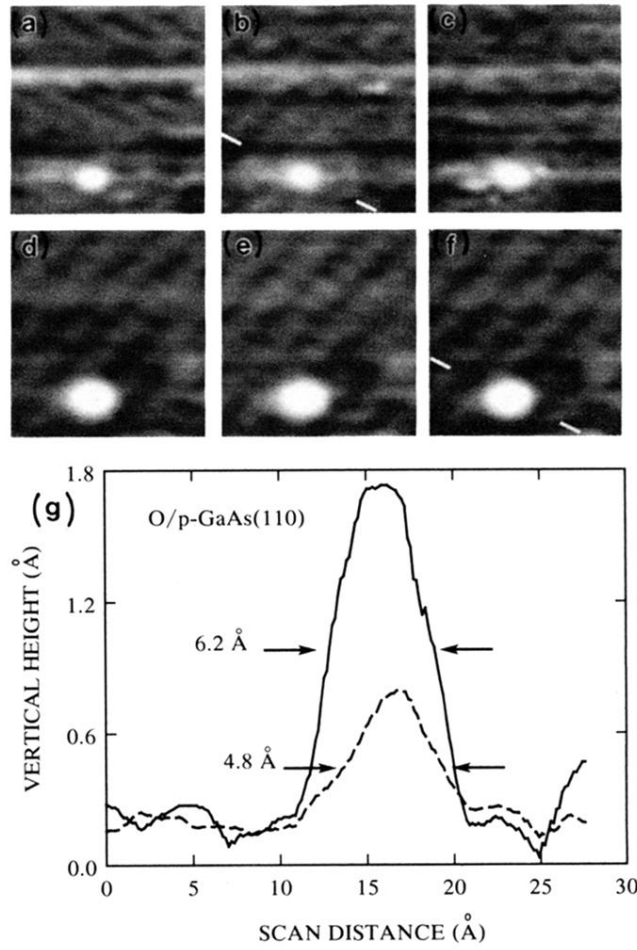 (a) (b) (c)
(d) (e) (f)
(g)
O/p-GaAs(110)
VERTICAL HEIGHT (Å)
1.8
1.2
0.6
0.0
6.2 Å
4.8 Å
0 5 10 15 20 25 30
SCAN DISTANCE (Å)